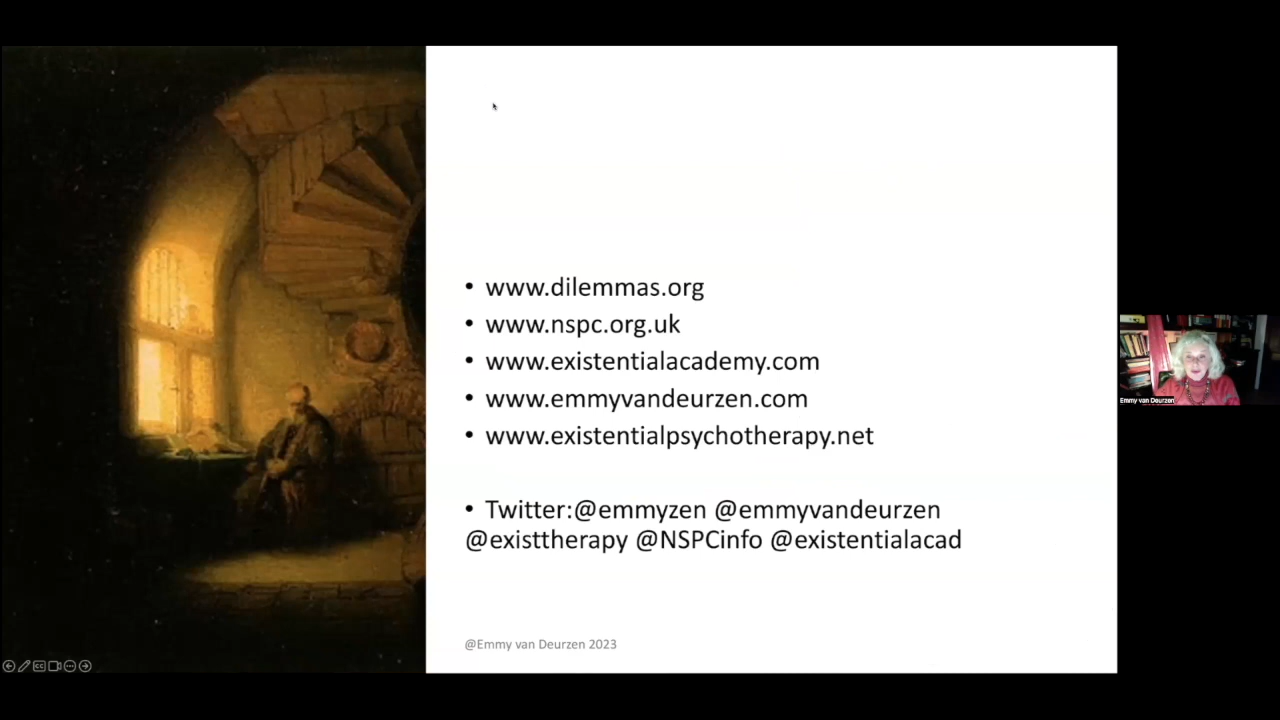 • www.dilemmas.org
• www.nspc.org.uk
• www.existentialacademy.com
• www.emmyvandeurzen.com
• www.existentialpsychotherapy.net
• Twitter:@emmyzen @emmyvandeurzen
@existtherapy @NSPCinfo @existentialacad
@Emmy van Deurzen 2023
Emmy van Deurzen